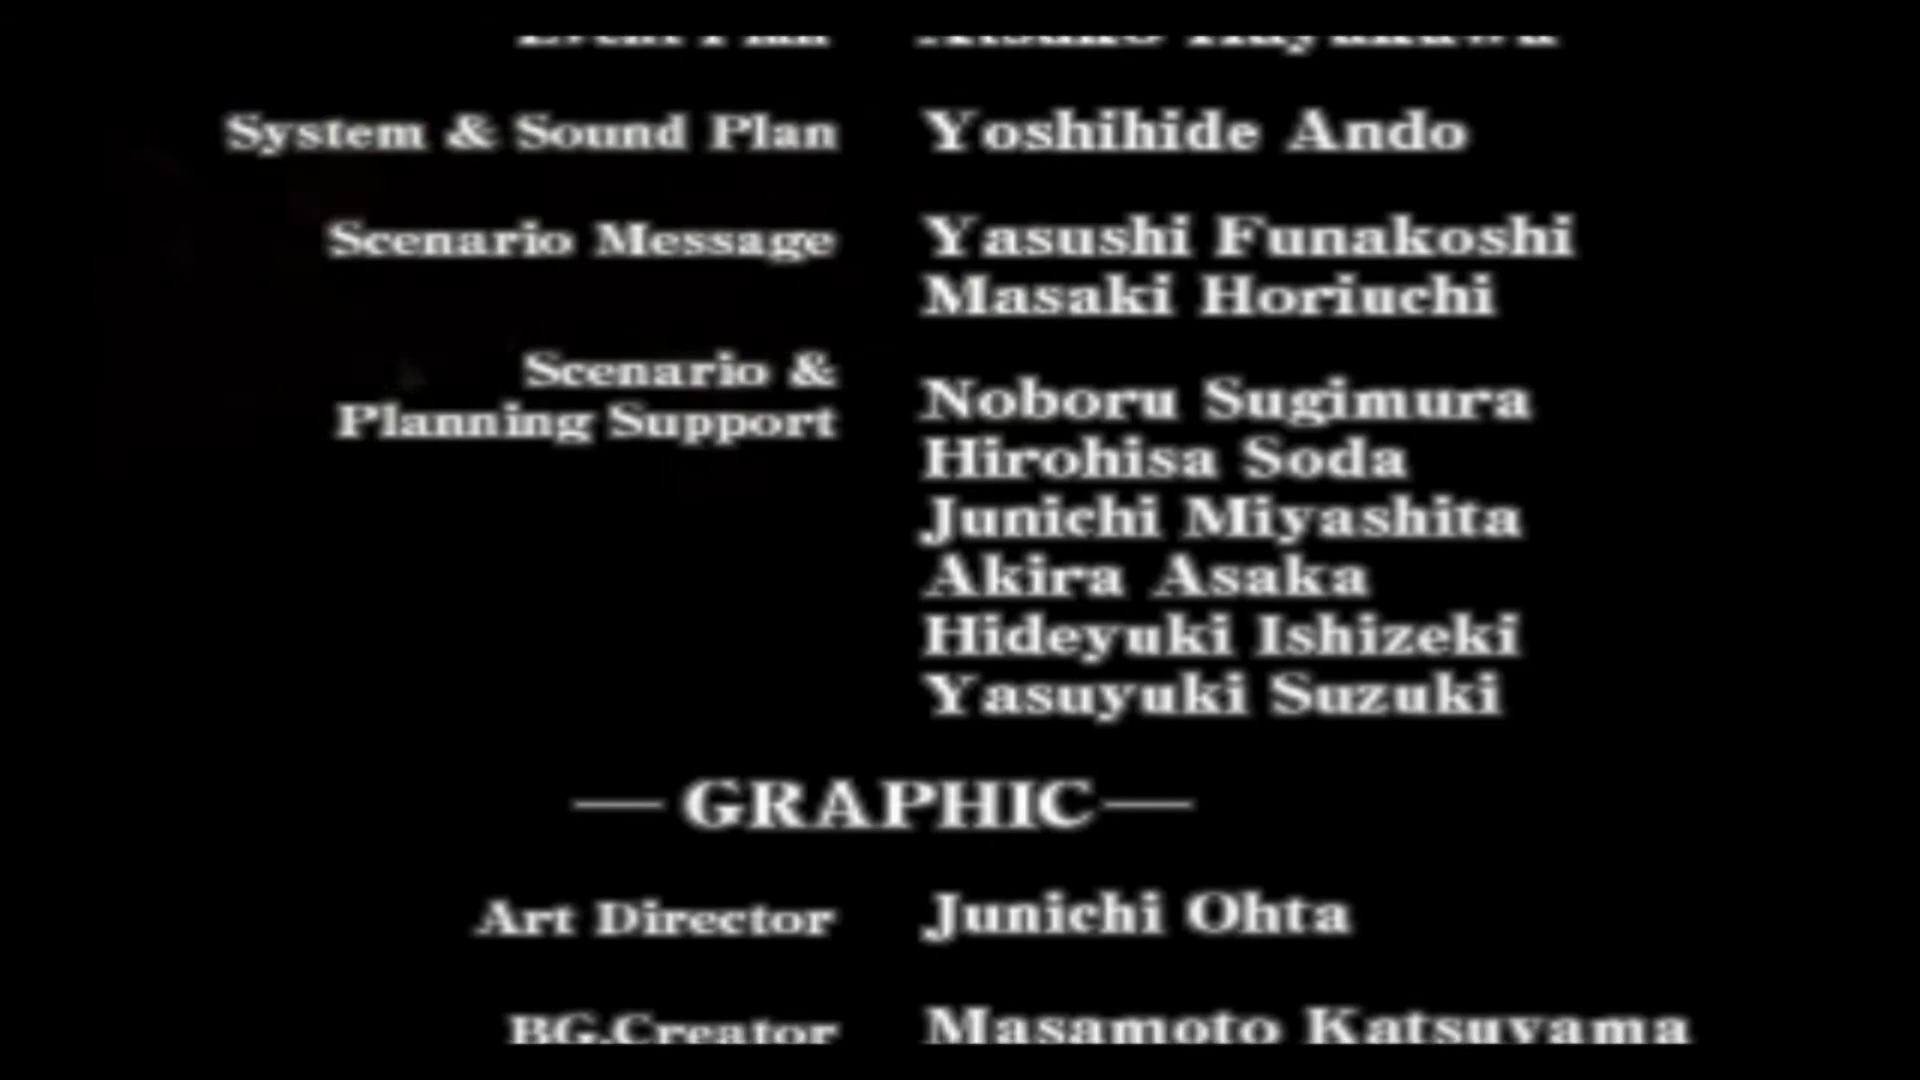 System & Sound Plan Yoshihide Ando
Scenario Message Yasushi Funakoshi
Masaki Horiuchi
Scenario &
Planning Support Noboru Sugimura
Hirohisa Soda
Junichi Miyashita
Akira Asaka
Hideyuki Ishizeki
Yasuyuki Suzuki
— GRAPHIC —
Art Director Junichi Ohta
BG.Creator Masamoto Katsuyama